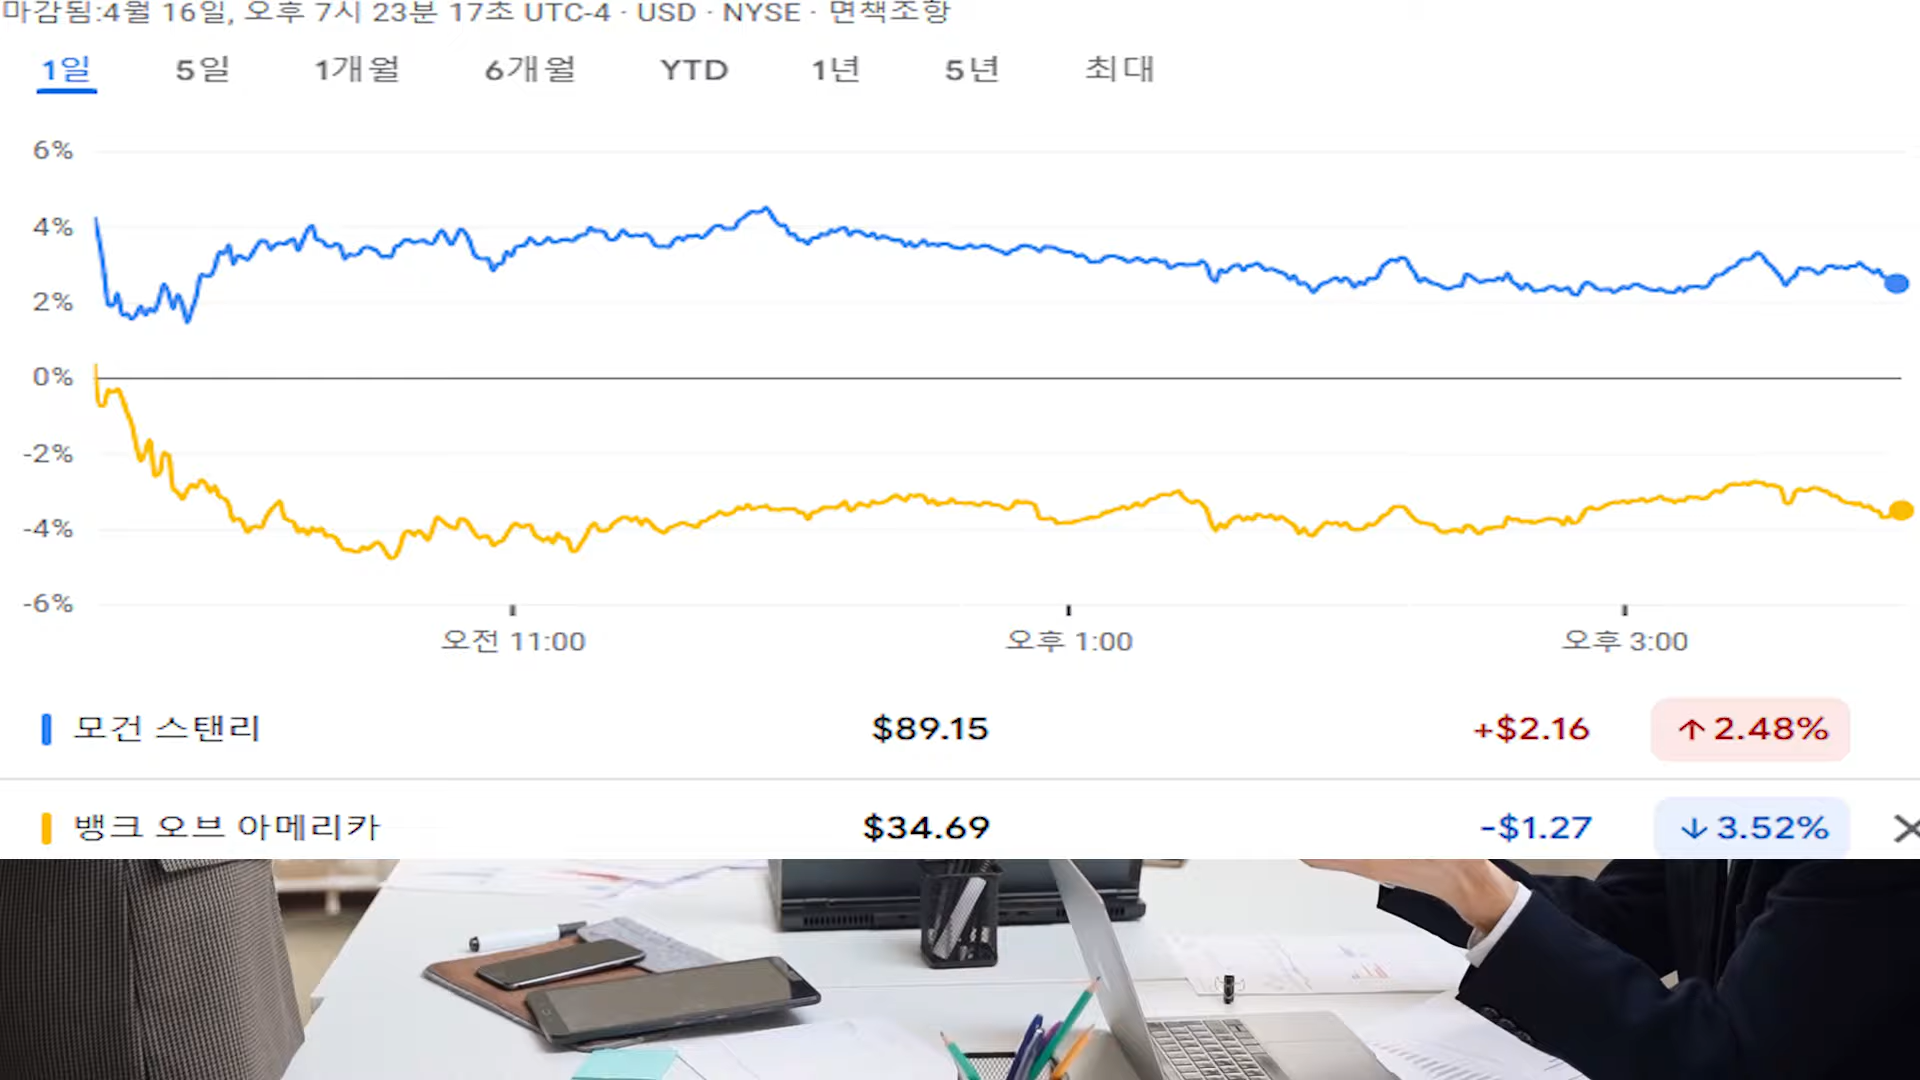 마감됨:4월 16일, 오후 7시 23분 17초 UTC-4 · USD · NYSE · 면책조항
1일 5일 1개월 6개월 YTD 1년 5년 최대
6%
4%
2%
0%
-2%
-4%
-6%
오전 11:00 오후 1:00 오후 3:00
모건 스탠리 $89.15 +$2.16 ↑2.48%
뱅크 오브 아메리카 $34.69 -$1.27 ↓3.52%